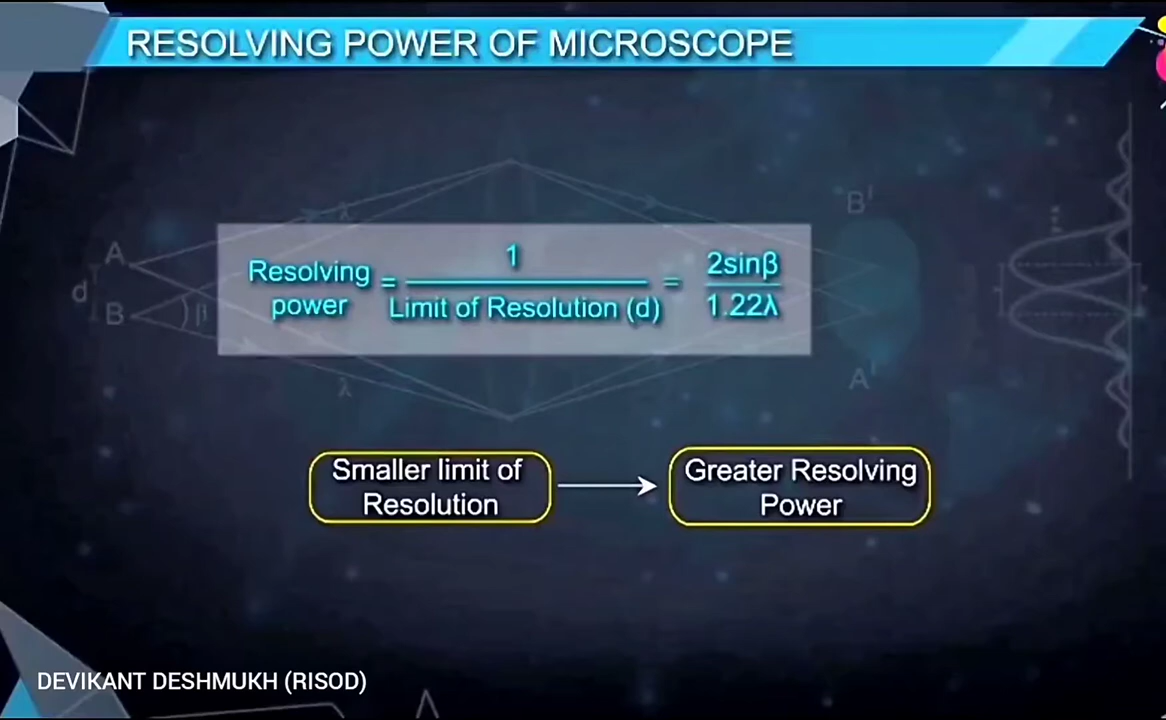 RESOLVING POWER OF MICROSCOPE
λ
B'
A
d
B
β
Resolving power = 1 / Limit of Resolution (d) = 2sinβ / 1.22λ
λ
A'
Smaller limit of
Resolution
Greater Resolving
Power
DEVIKANT DESHMUKH (RISOD)